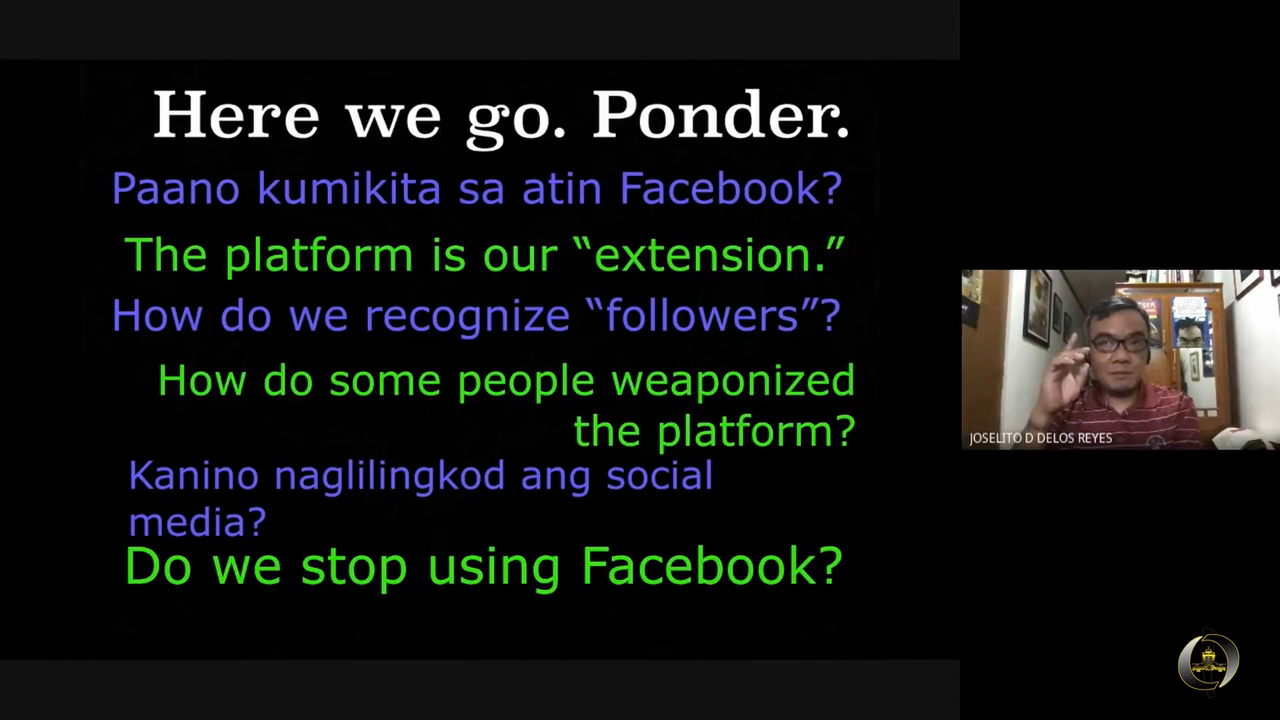 Here we go. Ponder.
Paano kumikita sa atin Facebook?
The platform is our “extension.”
How do we recognize “followers”?
How do some people weaponized
the platform?
Kanino naglilingkod ang social
media?
Do we stop using Facebook?
JOSELITO D DELOS REYES